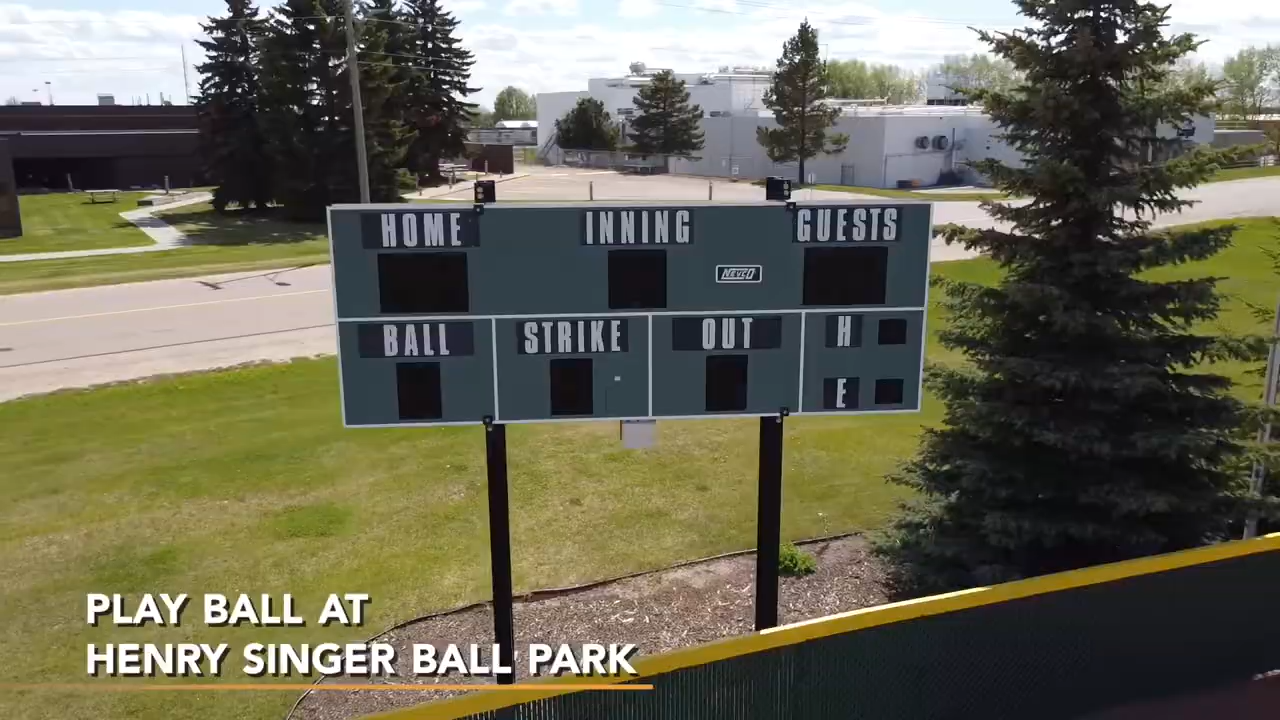 HOME INNING GUESTS
NEVCO
BALL STRIKE OUT H
E
PLAY BALL AT
HENRY SINGER BALL PARK